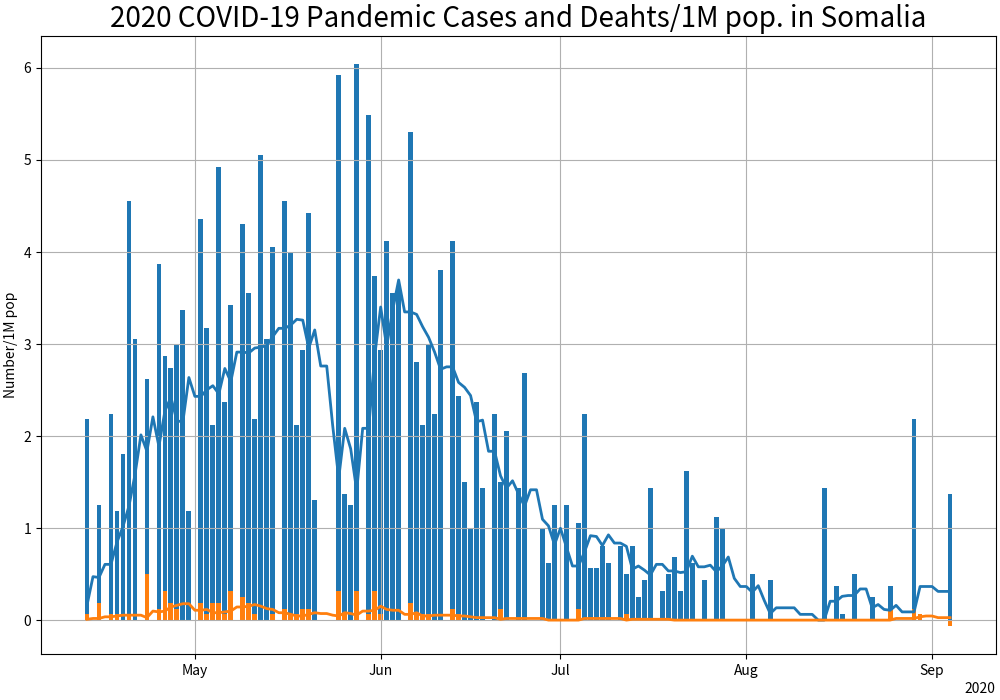 2020 COVID-19 Pandemic Cases and Deahts/1M pop. in Somalia
Number/1M pop
6
5
4
3
2
1
0
May
Jun
Jul
Aug
Sep
2020